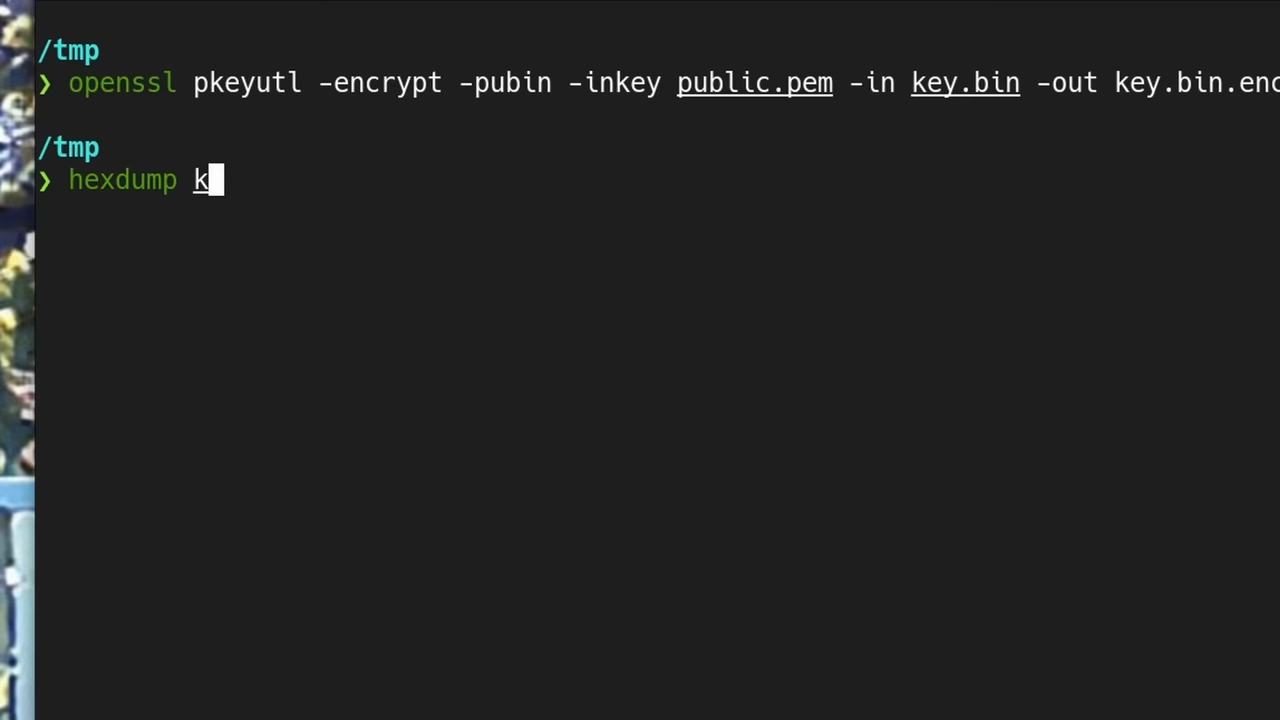 /tmp
❯ openssl pkeyutl -encrypt -pubin -inkey public.pem -in key.bin -out key.bin.enc
/tmp
❯ hexdump k